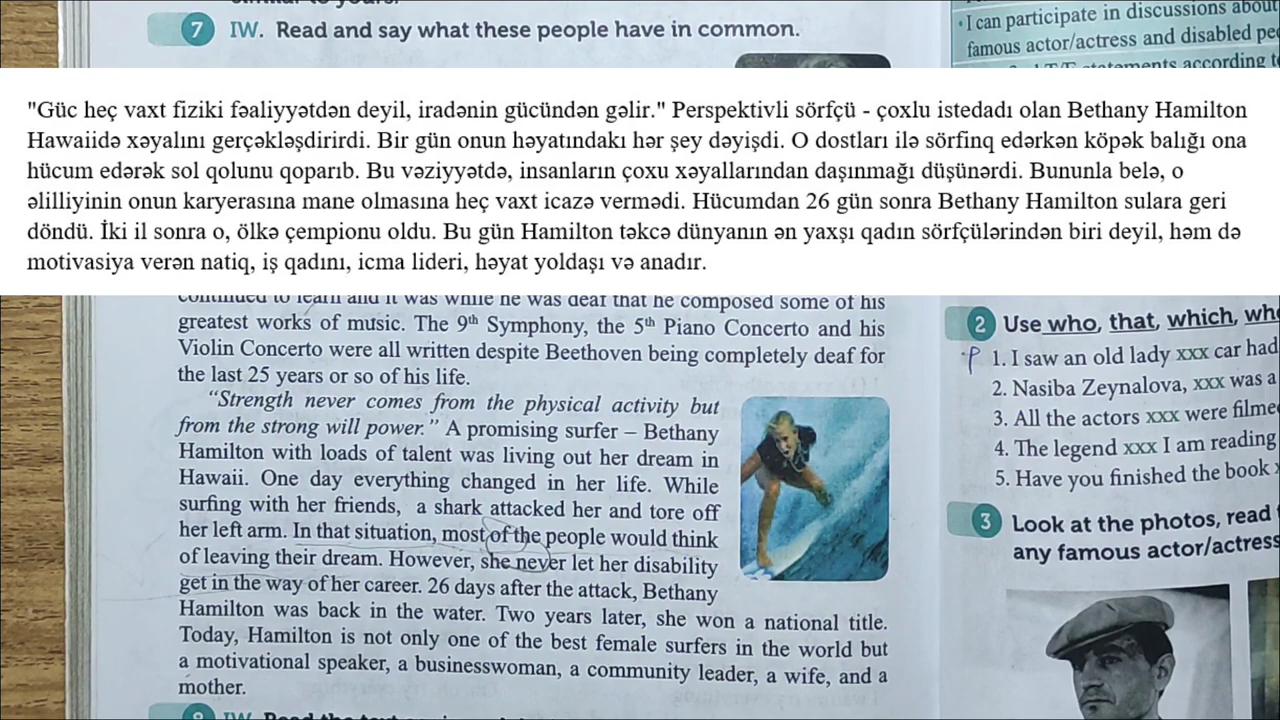 7 IW. Read and say what these people have in common.
• I can participate in discussions about
famous actor/actress and disabled
statements according
"Güc heç vaxt fiziki fəaliyyətdən deyil, iradənin gücündən gəlir." Perspektivli sörfçü - çoxlu istedadı olan Bethany Hamilton
Hawaiidə xəyalını gerçəkləşdirirdi. Bir gün onun həyatındakı hər şey dəyişdi. O dostları ilə sörfinq edərkən köpək balığı ona
hücum edərək sol qolunu qoparıb. Bu vəziyyətdə, insanların çoxu xəyallarından daşınmağı düşünərdi. Bununla belə, o
əlilliyinin onun karyerasına mane olmasına heç vaxt icazə vermədi. Hücumdan 26 gün sonra Bethany Hamilton sulara geri
döndü. İki il sonra o, ölkə çempionu oldu. Bu gün Hamilton təkcə dünyanın ən yaxşı qadın sörfçülərindən biri deyil, həm də
motivasiya verən natiq, iş qadını, icma lideri, həyat yoldaşı və anadır.
continued to learn and it was while he was deaf that he composed some of his
greatest works of music. The 9th Symphony, the 5th Piano Concerto and his
Violin Concerto were all written despite Beethoven being completely deaf for
the last 25 years or so of his life.
"Strength never comes from the physical activity but
from the strong will power." A promising surfer – Bethany
Hamilton with loads of talent was living out her dream in
Hawaii. One day everything changed in her life. While
surfing with her friends, a shark attacked her and tore off
her left arm. In that situation, most of the people would think
of leaving their dream. However, she never let her disability
get in the way of her career. 26 days after the attack, Bethany
Hamilton was back in the water. Two years later, she won a national title.
Today, Hamilton is not only one of the best female surfers in the world but
a motivational speaker, a businesswoman, a community leader, a wife, and a
mother.
8 IW. Read the text
2 Use who, that, which,
P 1. I saw an old lady xxx car had
2. Nasiba Zeynalova, xxx was a
3. All the actors xxx were
4. The legend xxx I am reading
5. Have you finished the book
3 Look at the photos, read
any famous actor/actress